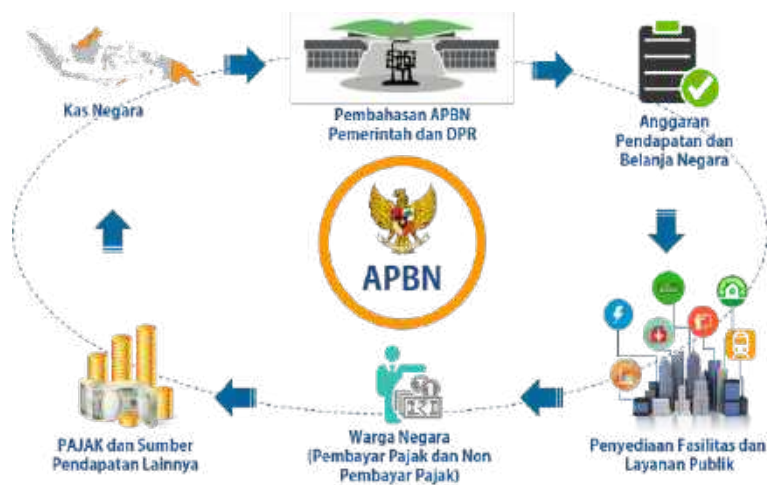 Kas Negara
Pembahasan APBN
Pemerintah dan DPR
Anggaran
Pendapatan dan
Belanja Negara
APBN
PAJAK dan Sumber
Pendapatan Lainnya
Warga Negara
(Pembayar Pajak dan Non
Pembayar Pajak)
Penyediaan Fasilitas dan
Layanan Publik